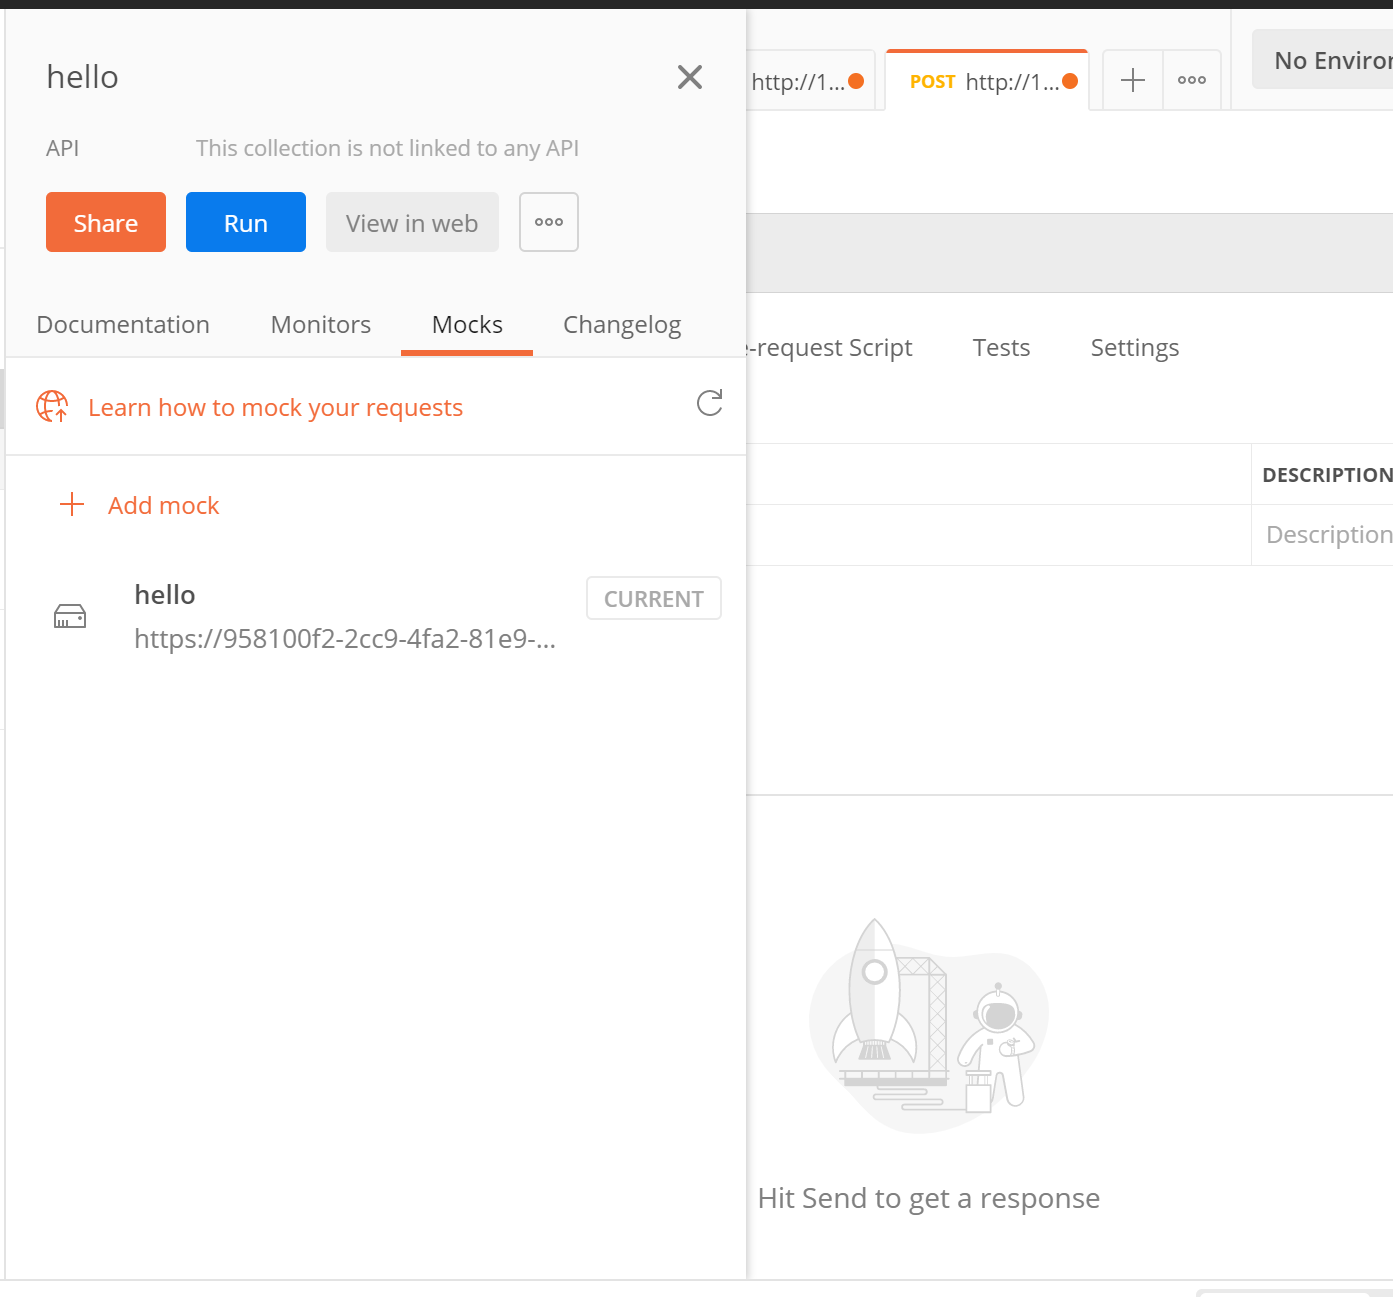 hello
API
This collection is not linked to any API
Share
Run
View in web
Documentation
Monitors
Mocks
Changelog
Learn how to mock your requests
Add mock
hello
CURRENT
https://958100f2-2cc9-4fa2-81e9-...
http://1...
POST http://1...
No Enviror
e-request Script
Tests
Settings
DESCRIPTION
Description
Hit Send to get a response